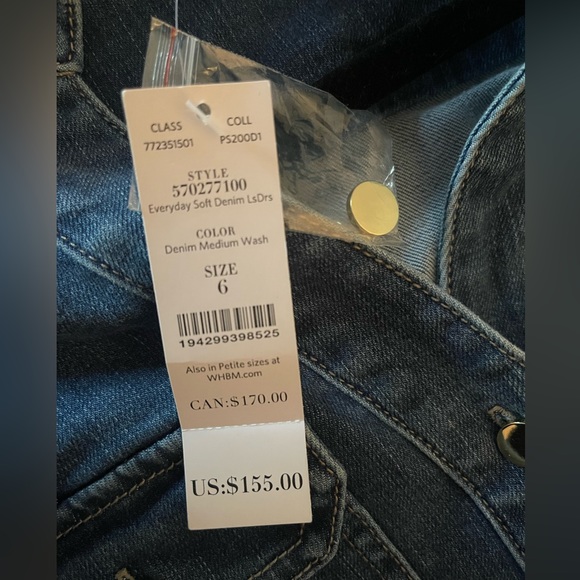 CLASS COLL
772351501 PS200D1
STYLE
570277100
Everyday Soft Denim LsDrs
COLOR
Denim Medium Wash
SIZE
6
194299398525
Also in Petite sizes at
WHBM.com
CAN:$170.00
US:$155.00